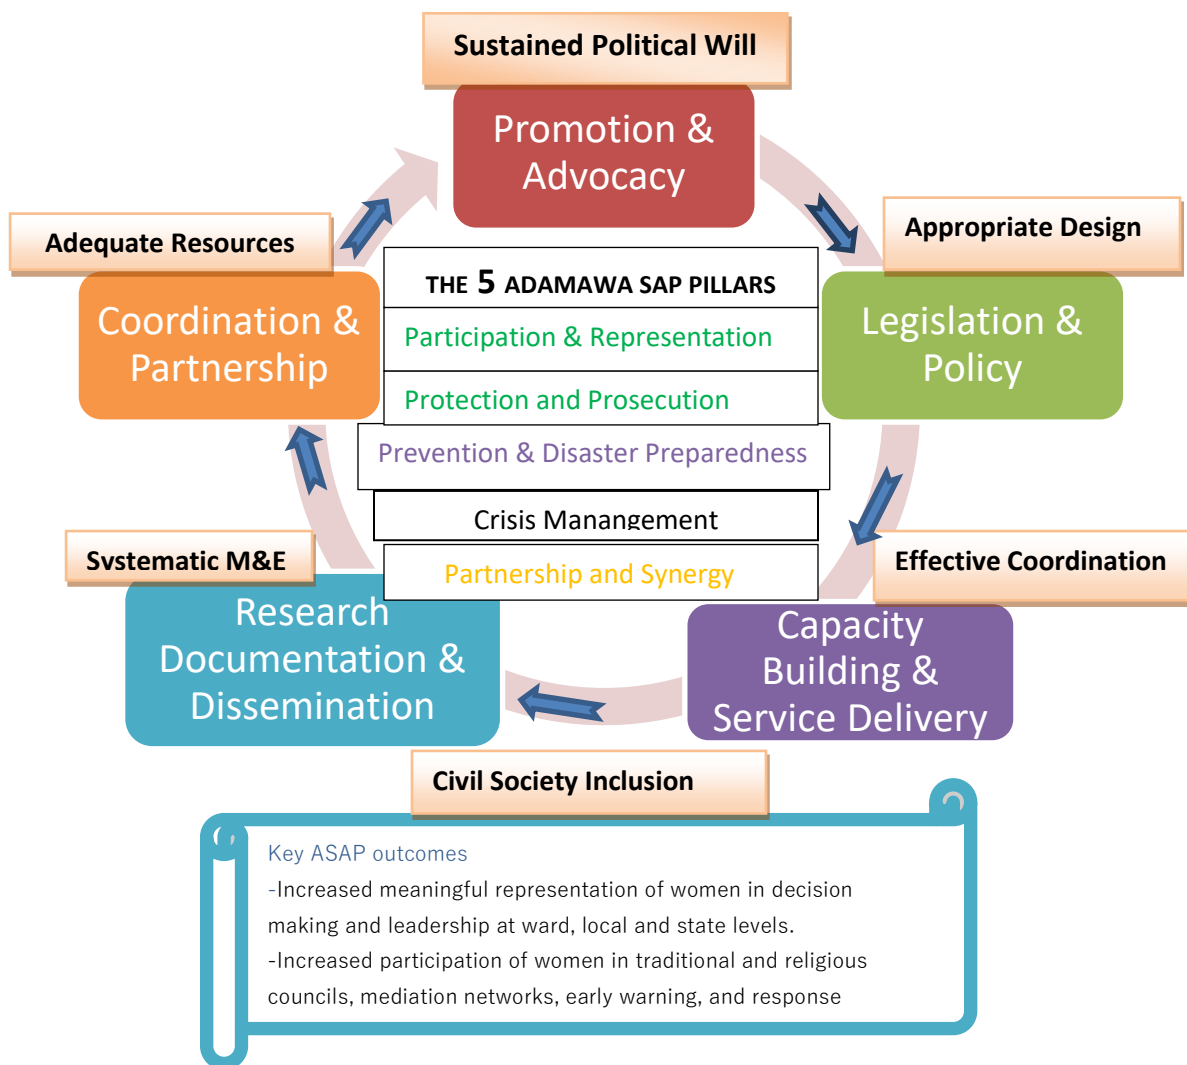 Sustained Political Will
Promotion &
Advocacy
Adequate Resources
Appropriate Design
Coordination &
Partnership
THE 5 ADAMAWA SAP PILLARS
Participation & Representation
Protection and Prosecution
Prevention & Disaster Preparedness
Crisis Manangement
Partnership and Synergy
Legislation &
Policy
Systematic M&E
Effective Coordination
Research
Documentation &
Dissemination
Capacity
Building &
Service Delivery
Civil Society Inclusion
Key ASAP outcomes
-Increased meaningful representation of women in decision
making and leadership at ward, local and state levels.
-Increased participation of women in traditional and religious
councils, mediation networks, early warning, and response